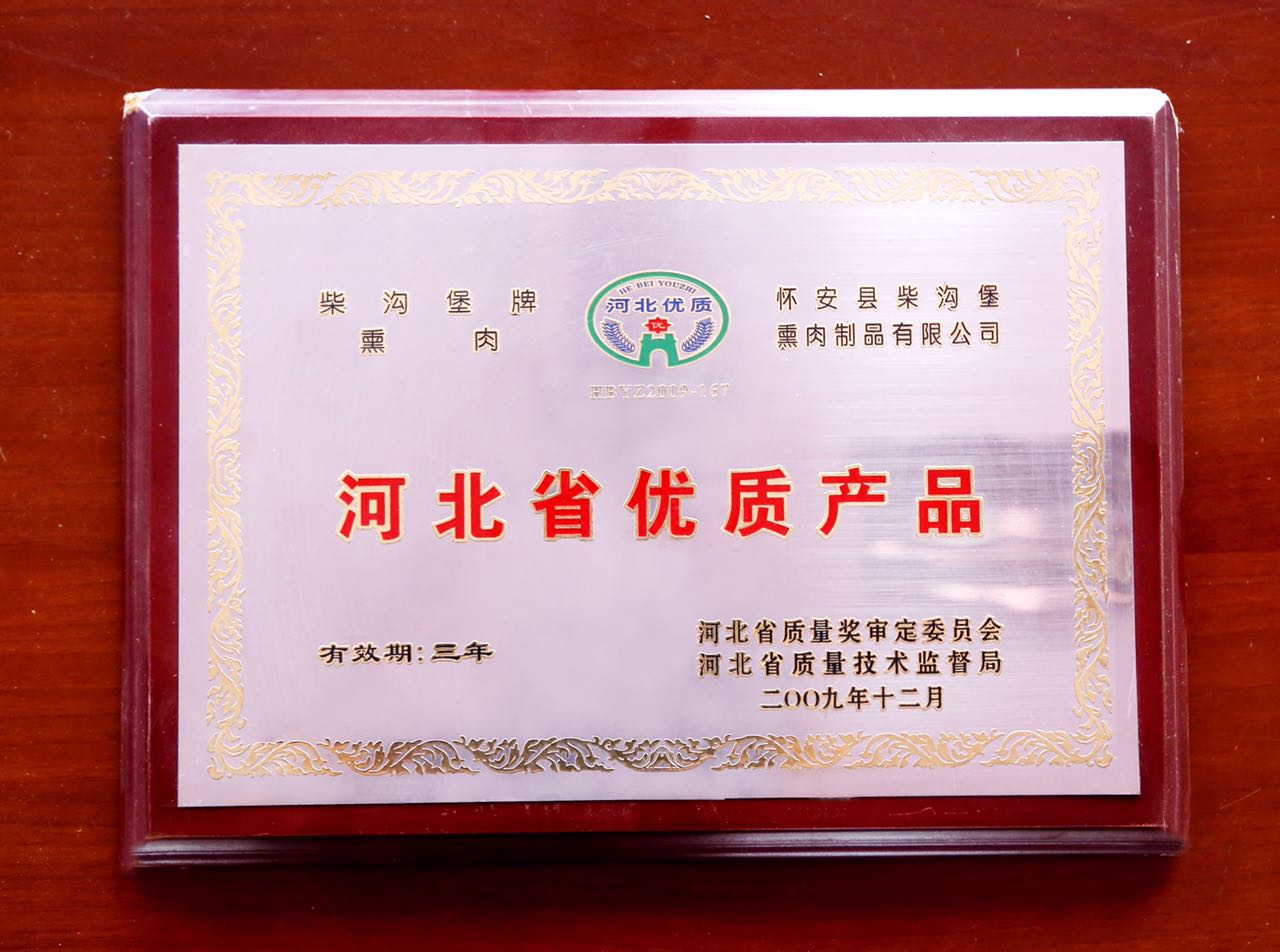 柴沟堡牌
熏肉
HE BEI YOUZHI
河北优质
优
HBYZ2009-167
怀安县柴沟堡
熏肉制品有限公司
河北省优质产品
有效期:三年
河北省质量奖审定委员会
河北省质量技术监督局
二〇〇九年十二月